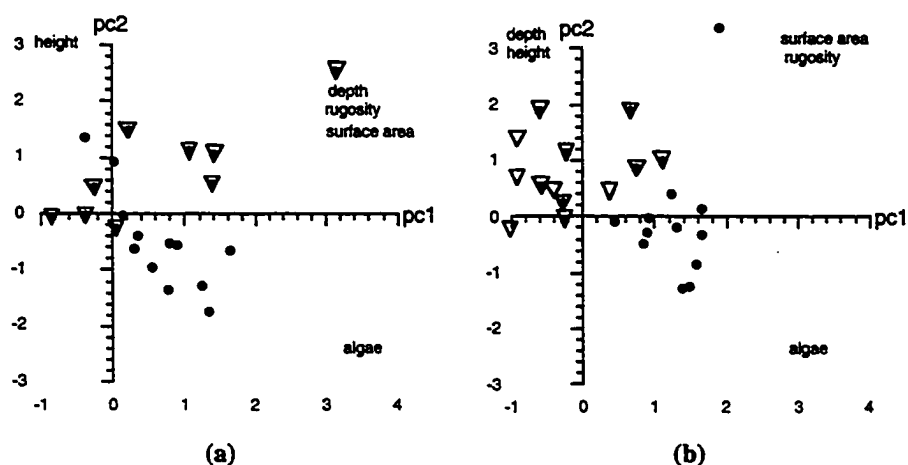 pc2
3
height
2
1
0
-1
-2
-3
depth
rugosity
surface area
pc1
algae
-1
0
1
2
3
4
(a)
pc2
depth
height
3
2
1
0
-1
-2
-3
surface area
rugosity
pc1
algae
-1
0
1
2
3
4
(b)